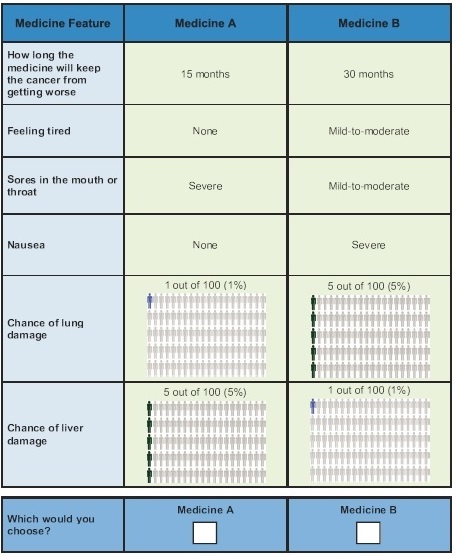 Medicine Feature Medicine A Medicine B
How long the
medicine will keep
the cancer from
getting worse
15 months 30 months
Feeling tired None Mild-to-moderate
Sores in the mouth or
throat
Severe Mild-to-moderate
Nausea None Severe
Chance of lung
damage
1 out of 100 (1%) 5 out of 100 (5%)
Chance of liver
damage
5 out of 100 (5%) 1 out of 100 (1%)
Which would you
choose?
Medicine A Medicine B